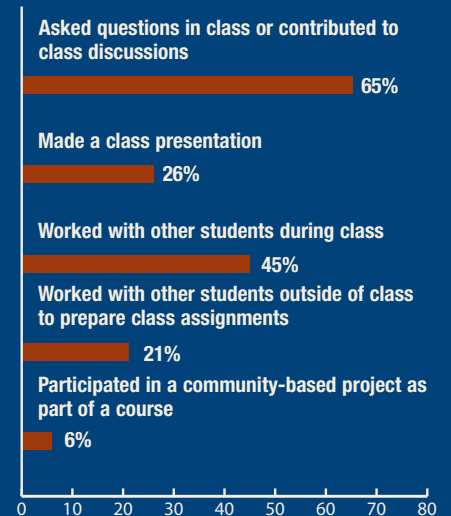 Asked questions in class or contributed to
class discussions
65%
Made a class presentation
26%
Worked with other students during class
45%
Worked with other students outside of class
to prepare class assignments
21%
Participated in a community-based project as
part of a course
6%
0 10 20 30 40 50 60 70 80